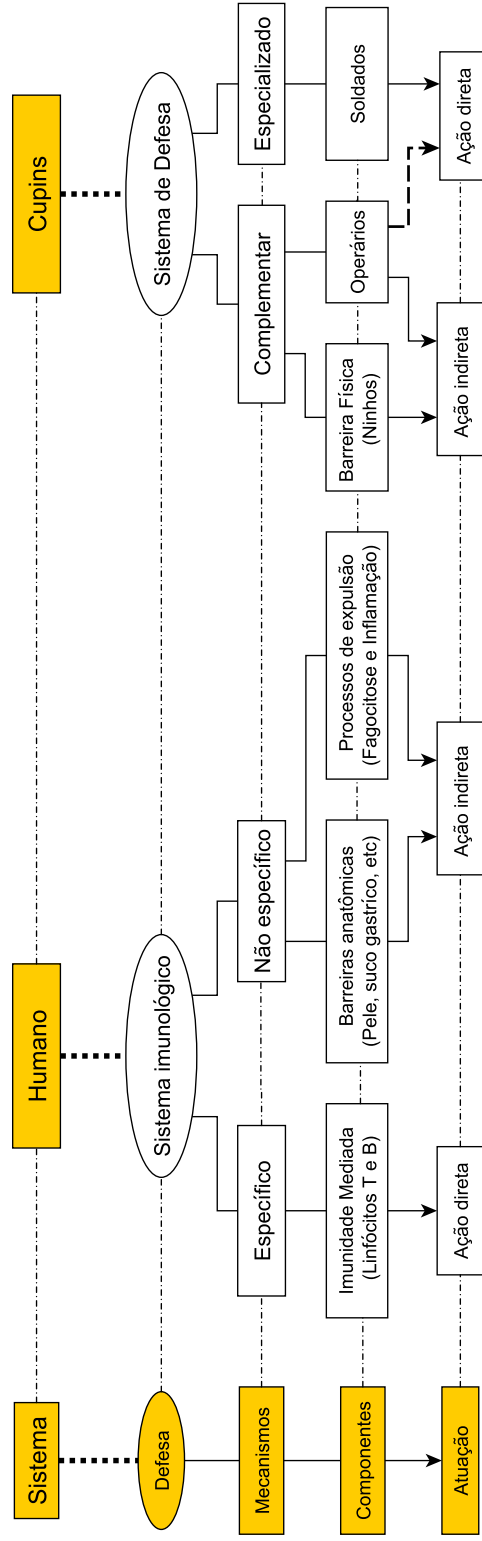 Sistema
Humano
Cupins
Defesa
Sistema imunológico
Sistema de Defesa
Mecanismos
Específico
Não específico
Complementar
Especializado
Componentes
Imunidade Mediada
(Linfócitos T e B)
Barreiras anatômicas
(Pele, suco gastrico, etc)
Processos de expulsão
(Fagocitose e Inflamação)
Barreira Física
(Ninhos)
Operários
Soldados
Atuação
Ação direta
Ação indireta
Ação indireta
Ação direta